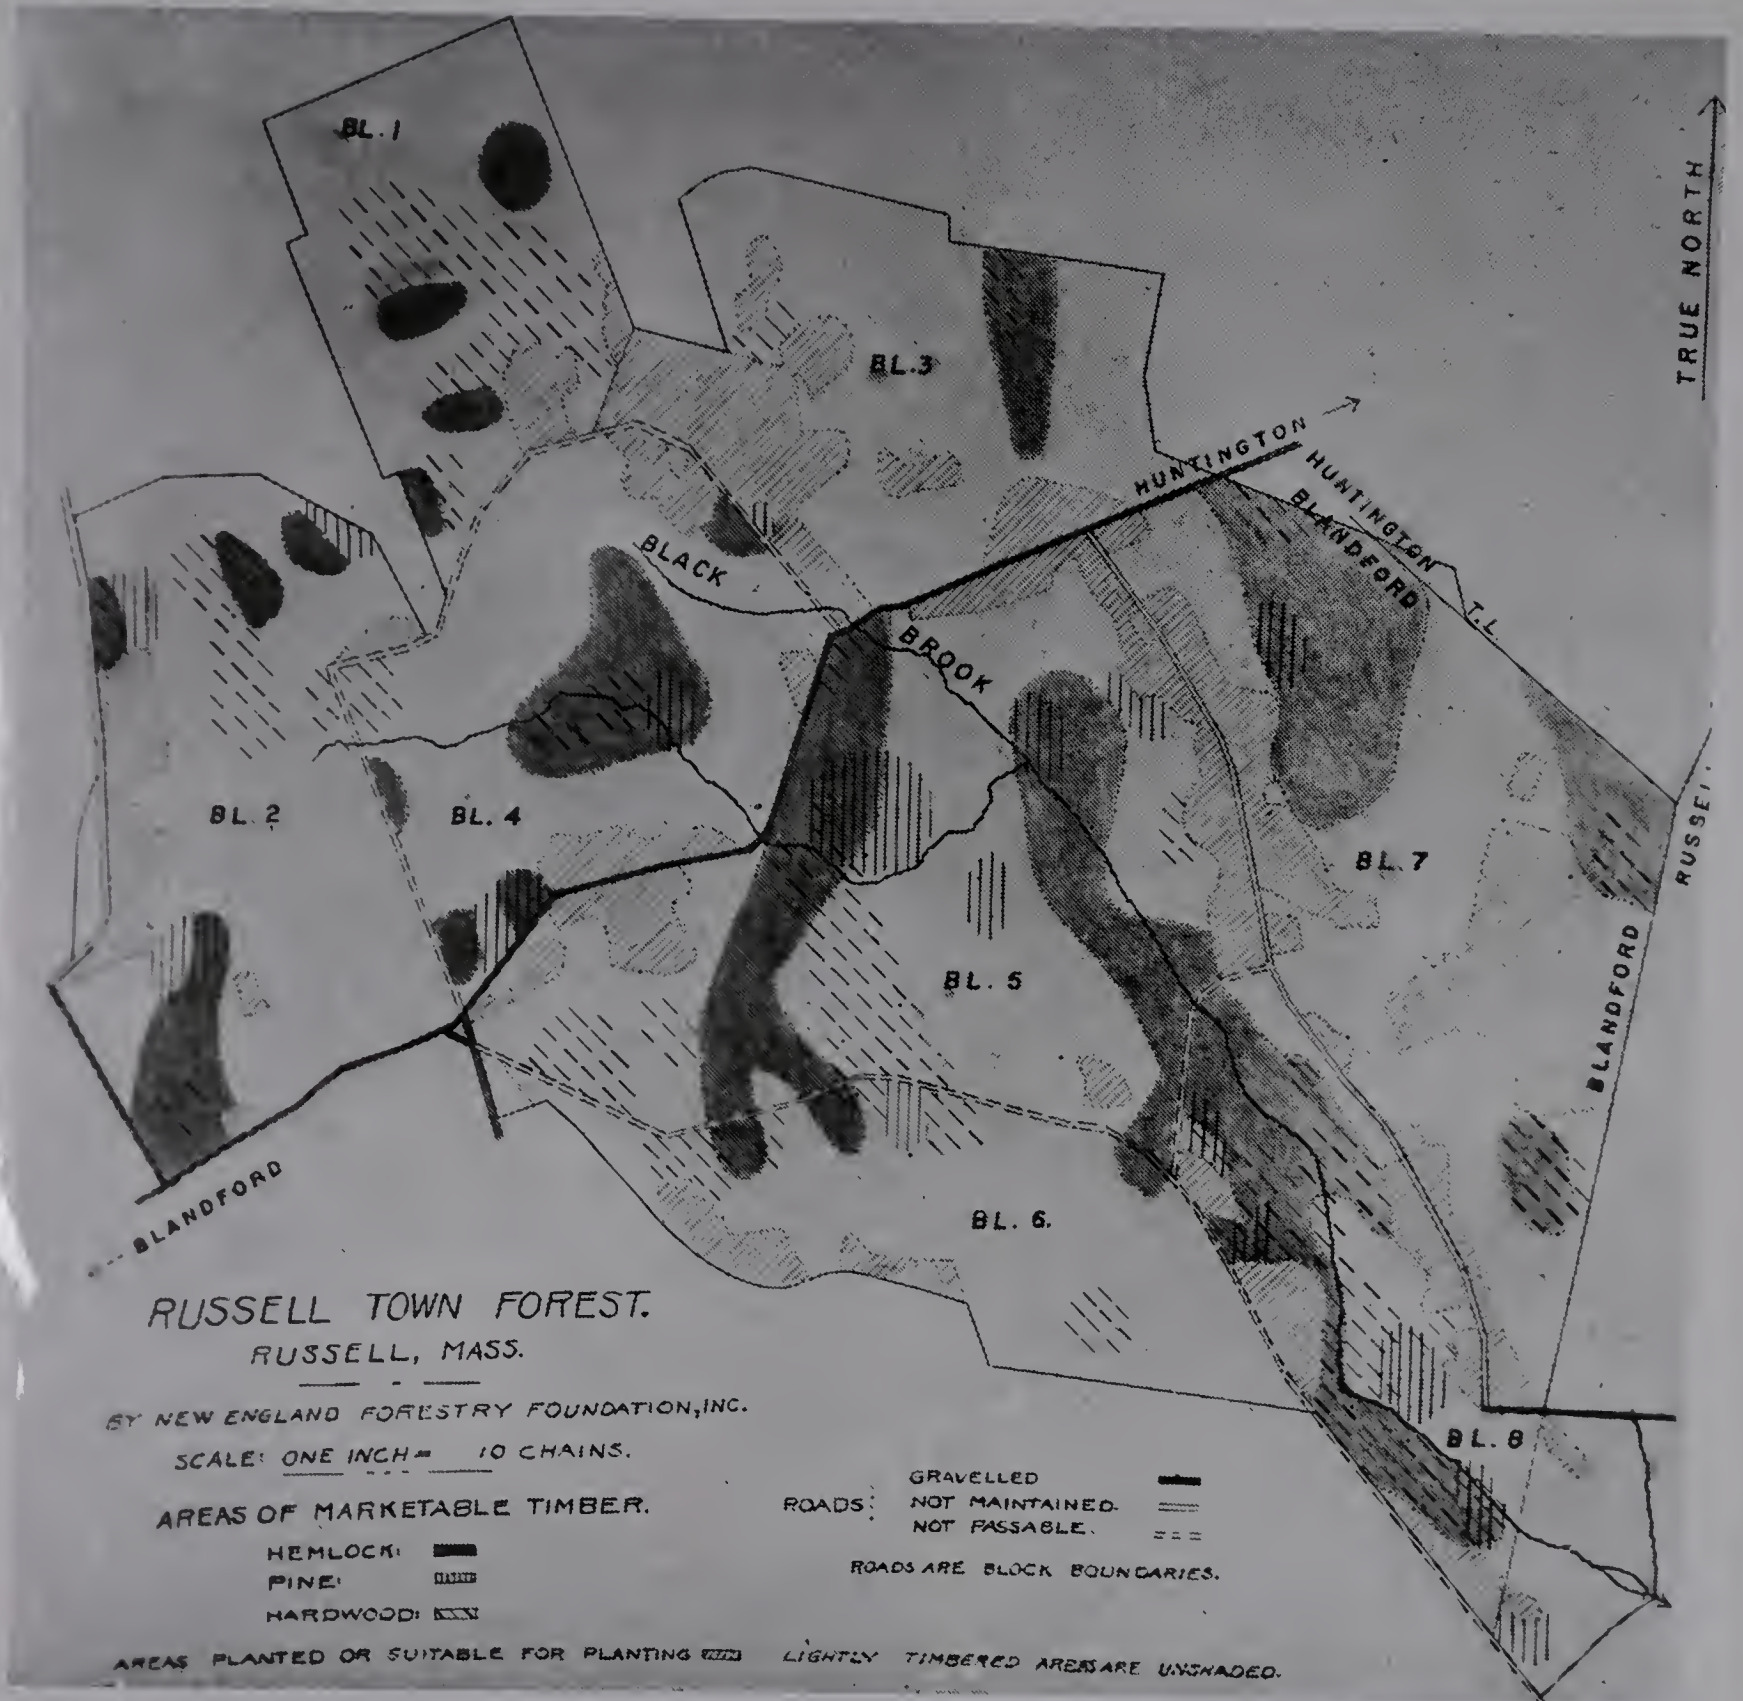 BL. 1
TRUE NORTH
BL. 3
HUNTINGTON
HUNTINGTON
BLANDFORD
T.L.
BLACK
BROOK
BL. 2
BL. 4
BL. 7
RUSSEL
BLANDFORD
BL. 5
BL. 6.
BLANDFORD
BL. 8
RUSSELL TOWN FOREST.
RUSSELL, MASS.
BY NEW ENGLAND FORESTRY FOUNDATION, INC.
SCALE: ONE INCH = 10 CHAINS.
AREAS OF MARKETABLE TIMBER.
HEMLOCK:
PINE:
HARDWOOD:
ROADS:
GRAVELLED
NOT MAINTAINED.
NOT PASSABLE.
ROADS ARE BLOCK BOUNDARIES.
AREAS PLANTED OR SUITABLE FOR PLANTING LIGHTLY TIMBERED AREAS ARE UNSHADED.